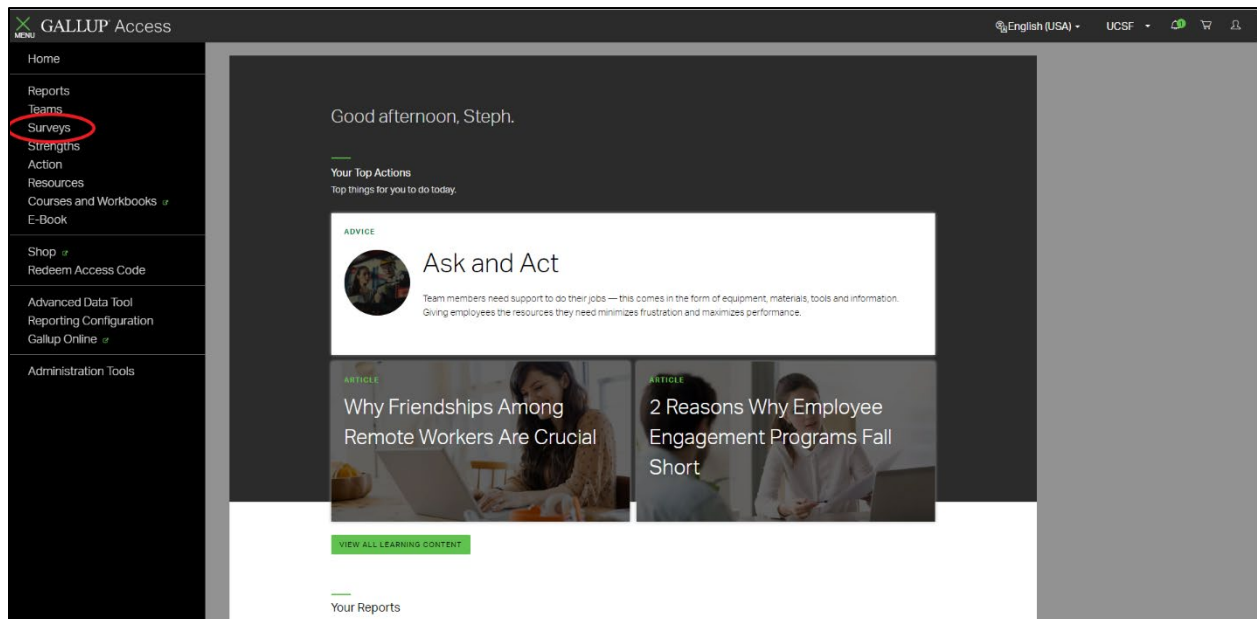 MENU
GALLUP® Access
English (USA)
UCSF
1
Home
Reports
Teams
Surveys
Strengths
Action
Resources
Courses and Workbooks
E-Book
Shop
Redeem Access Code
Advanced Data Tool
Reporting Configuration
Gallup Online
Administration Tools
Good afternoon, Steph.
Your Top Actions
Top things for you to do today.
ADVICE
Ask and Act
Team members need support to do their jobs — this comes in the form of equipment, materials, tools and information.
Giving employees the resources they need minimizes frustration and maximizes performance.
ARTICLE
Why Friendships Among
Remote Workers Are Crucial
ARTICLE
2 Reasons Why Employee
Engagement Programs Fall
Short
VIEW ALL LEARNING CONTENT
Your Reports